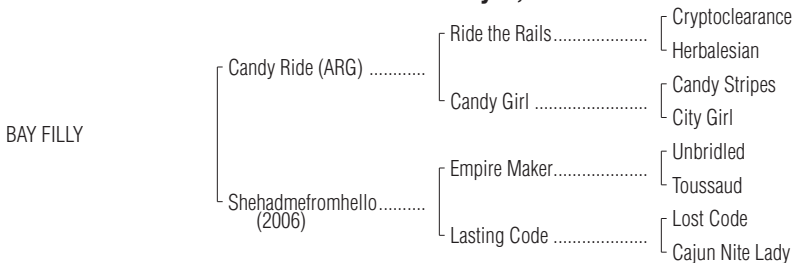 Cryptoclearance
Ride the Rails
Herbalesian
Candy Ride (ARG)
Candy Stripes
Candy Girl
City Girl
BAY FILLY
Unbridled
Empire Maker
Toussaud
Shehadmefromhello
(2006)
Lost Code
Lasting Code
Cajun Nite Lady